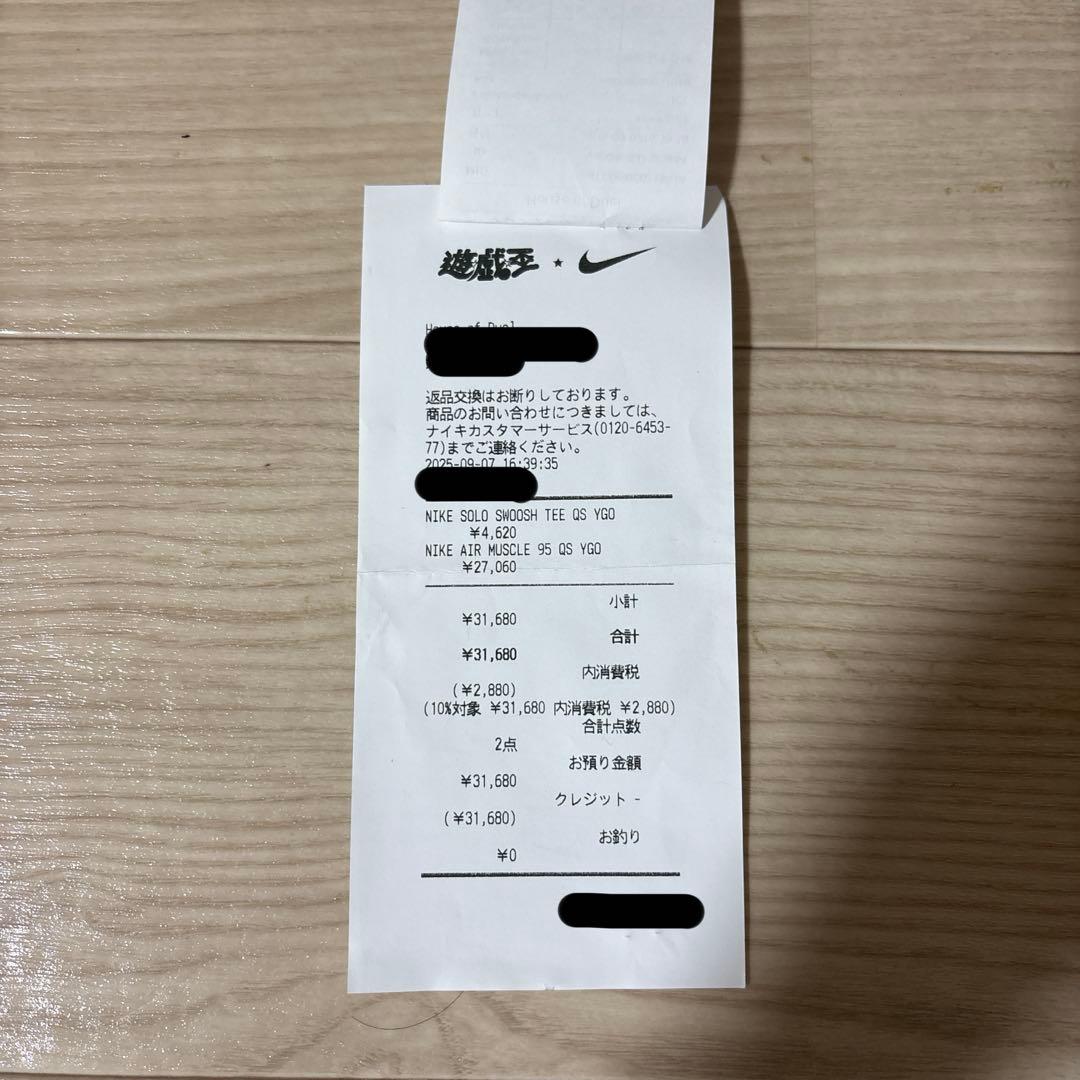 House of Duel
遊戯王 ★
House of Duel
返品交換はお断りしております。
商品のお問い合わせにつきましては、
ナイキカスタマーサービス(0120-6453-
77)までご連絡ください。
2025-09-07 16:39:35
NIKE SOLO SWOOSH TEE QS YGO
¥4,620
NIKE AIR MUSCLE 95 QS YGO
¥27,060
小計
¥31,680
合計
¥31,680
内消費税
(¥2,880)
(10%対象 ¥31,680 内消費税 ¥2,880)
合計点数
2点
お預り金額
¥31,680
クレジット -
(¥31,680)
お釣り
¥0